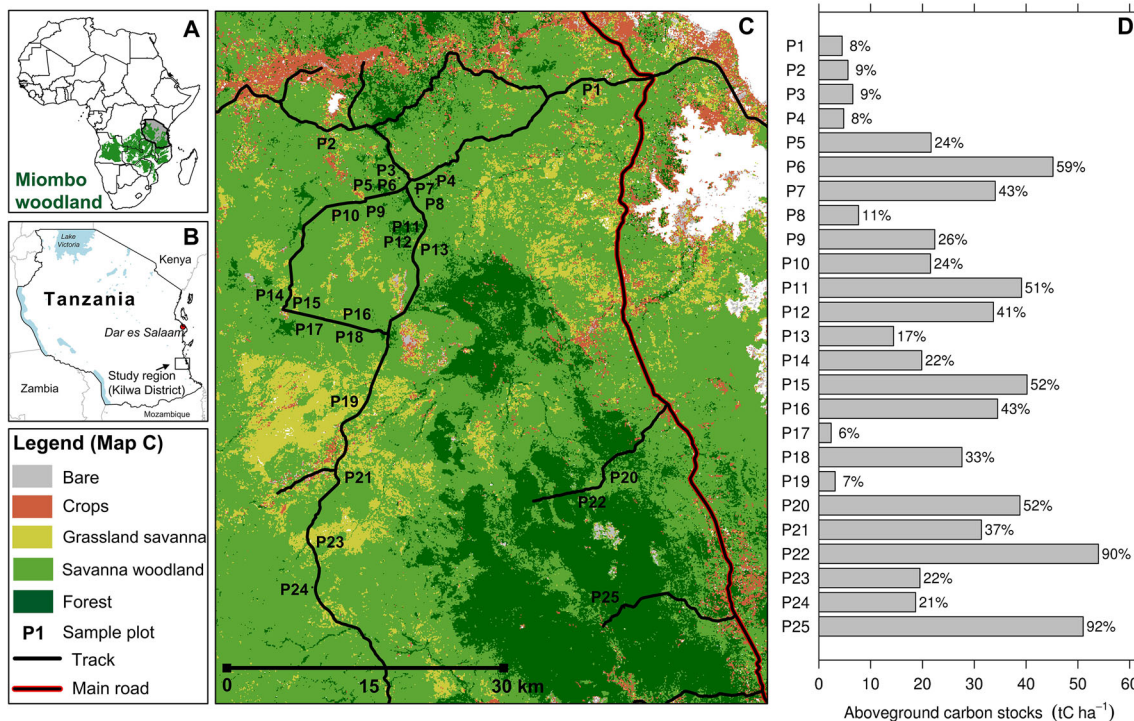 A
Miombo
woodland
B
Lake
Victoria
Kenya
Tanzania
Dar es Salaam
Study region
(Kilwa District)
Zambia
Mozambique
Legend (Map C)
Bare
Crops
Grassland savanna
Savanna woodland
Forest
P1 Sample plot
Track
Main road
C
P1
P2
P3
P4
P5 P6
P7
P8
P10 P9
P11
P12
P13
P14 P15
P16
P17
P18
P19
P21
P20
P22
P23
P24
P25
0 15 30 km
D
P1 8%
P2 9%
P3 9%
P4 8%
P5 24%
P6 59%
P7 43%
P8 11%
P9 26%
P10 24%
P11 51%
P12 41%
P13 17%
P14 22%
P15 52%
P16 43%
P17 6%
P18 33%
P19 7%
P20 52%
P21 37%
P22 90%
P23 22%
P24 21%
P25 92%
0 10 20 30 40 50 60
Aboveground carbon stocks (tC ha⁻¹)